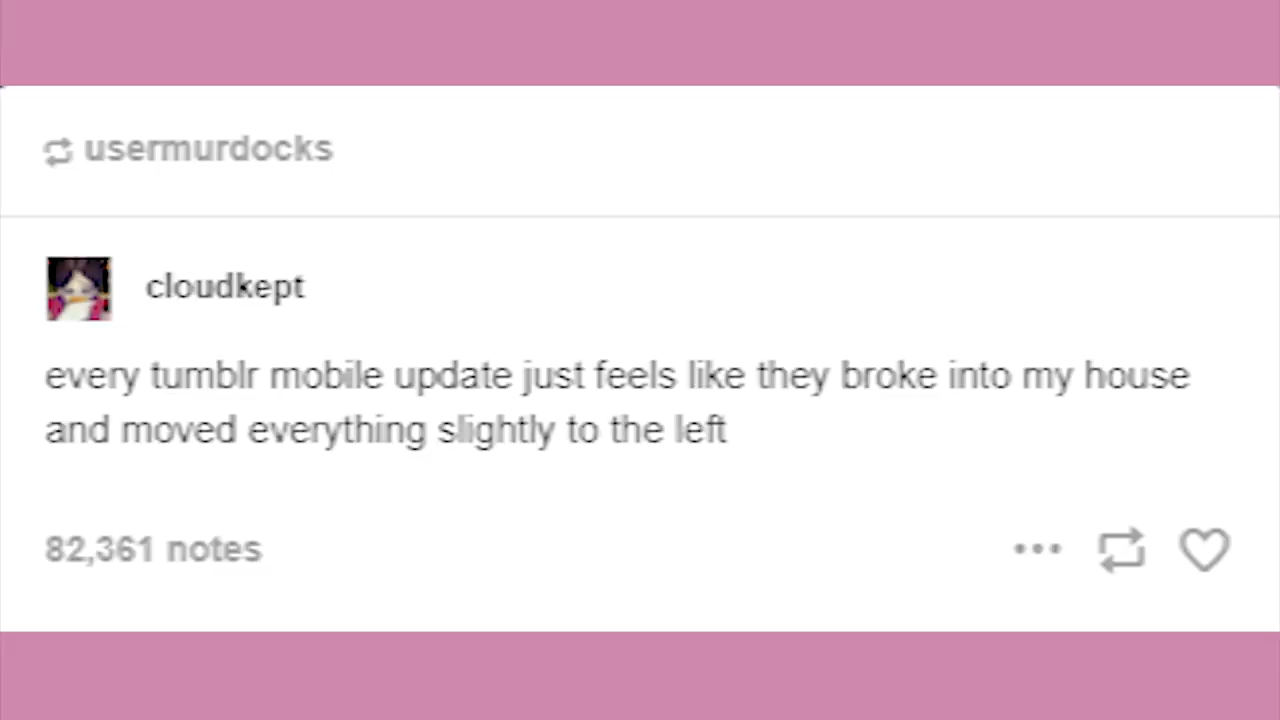 usermurdocks
cloudkept
every tumblr mobile update just feels like they broke into my house
and moved everything slightly to the left
82,361 notes